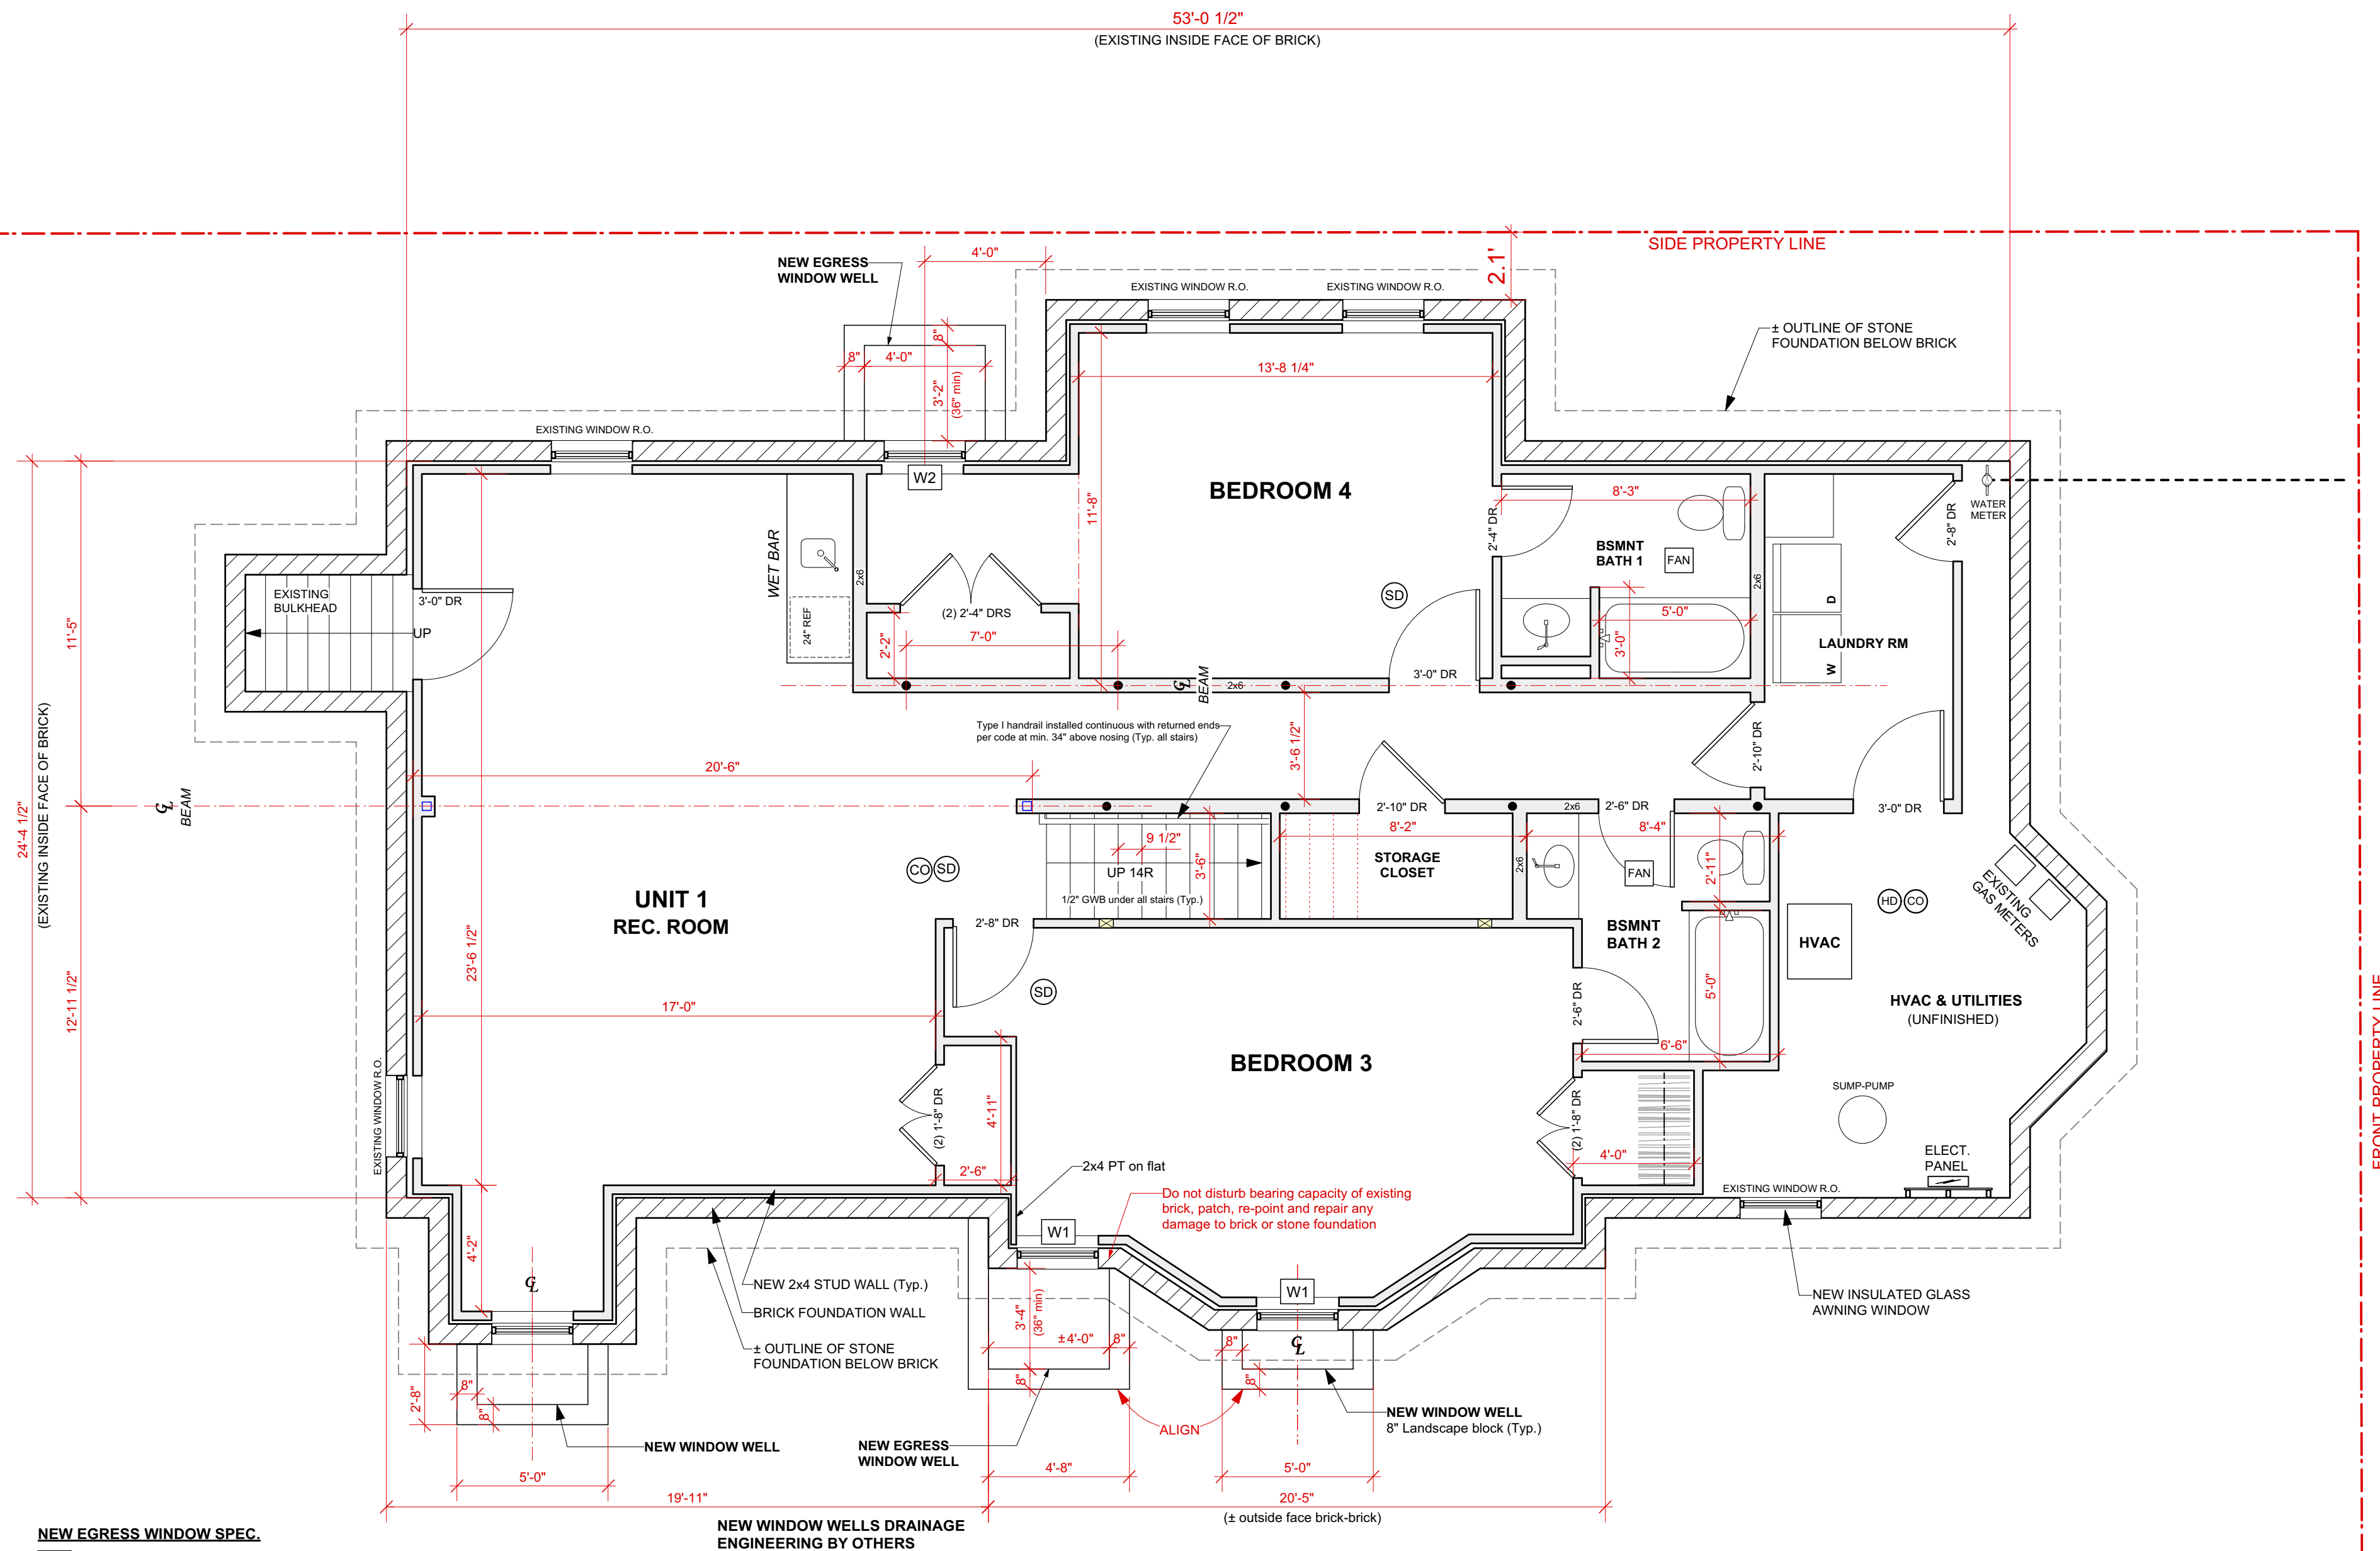 53'-0 1/2"
(EXISTING INSIDE FACE OF BRICK)
SIDE PROPERTY LINE
2.1'
4'-0"
NEW EGRESS
WINDOW WELL
EXISTING WINDOW R.O.
EXISTING WINDOW R.O.
± OUTLINE OF STONE
FOUNDATION BELOW BRICK
8"
8"
4'-0"
3'-2"
(36" min)
13'-8 1/4"
EXISTING WINDOW R.O.
W2
BEDROOM 4
11'-8"
8'-3"
2'-4" DR
WATER
METER
2'-8" DR
BSMNT
BATH 1
FAN
WET BAR
2x6
2x6
24" REF
EXISTING
BULKHEAD
3'-0" DR
UP
(2) 2'-4" DRS
7'-0"
2'-2"
SD
5'-0"
3'-0"
D
W
LAUNDRY RM
3'-0" DR
2x6
CL
BEAM
11'-5"
24'-4 1/2"
(EXISTING INSIDE FACE OF BRICK)
Type I handrail installed continuous with returned ends
per code at min. 34" above nosing (Typ. all stairs)
3'-6 1/2"
2'-10" DR
20'-6"
CL
BEAM
2'-10" DR
2x6
2'-6" DR
3'-0" DR
9 1/2"
8'-2"
8'-4"
UP 14R
3'-6"
STORAGE
CLOSET
2x6
FAN
2'-11"
CO
SD
1/2" GWB under all stairs (Typ.)
UNIT 1
REC. ROOM
2'-8" DR
BSMNT
BATH 2
HVAC
HD
CO
EXISTING
GAS METERS
23'-6 1/2"
12'-11 1/2"
SD
5'-0"
2'-6" DR
HVAC & UTILITIES
(UNFINISHED)
17'-0"
6'-6"
BEDROOM 3
FRONT PROPERTY LINE
EXISTING WINDOW R.O.
(2) 1'-8" DR
4'-11"
2'-6"
(2) 1'-8" DR
4'-0"
SUMP-PUMP
ELECT.
PANEL
2x4 PT on flat
Do not disturb bearing capacity of existing
brick, patch, re-point and repair any
damage to brick or stone foundation
EXISTING WINDOW R.O.
W1
4'-2"
CL
NEW 2x4 STUD WALL (Typ.)
W1
NEW INSULATED GLASS
AWNING WINDOW
BRICK FOUNDATION WALL
3'-4"
(36" min)
±4'-0"
8"
8"
CL
± OUTLINE OF STONE
FOUNDATION BELOW BRICK
8"
8"
2'-8"
8"
8"
ALIGN
NEW WINDOW WELL
8" Landscape block (Typ.)
NEW WINDOW WELL
NEW EGRESS
WINDOW WELL
5'-0"
4'-8"
5'-0"
19'-11"
20'-5"
(± outside face brick-brick)
NEW WINDOW WELLS DRAINAGE
ENGINEERING BY OTHERS
NEW EGRESS WINDOW SPEC.